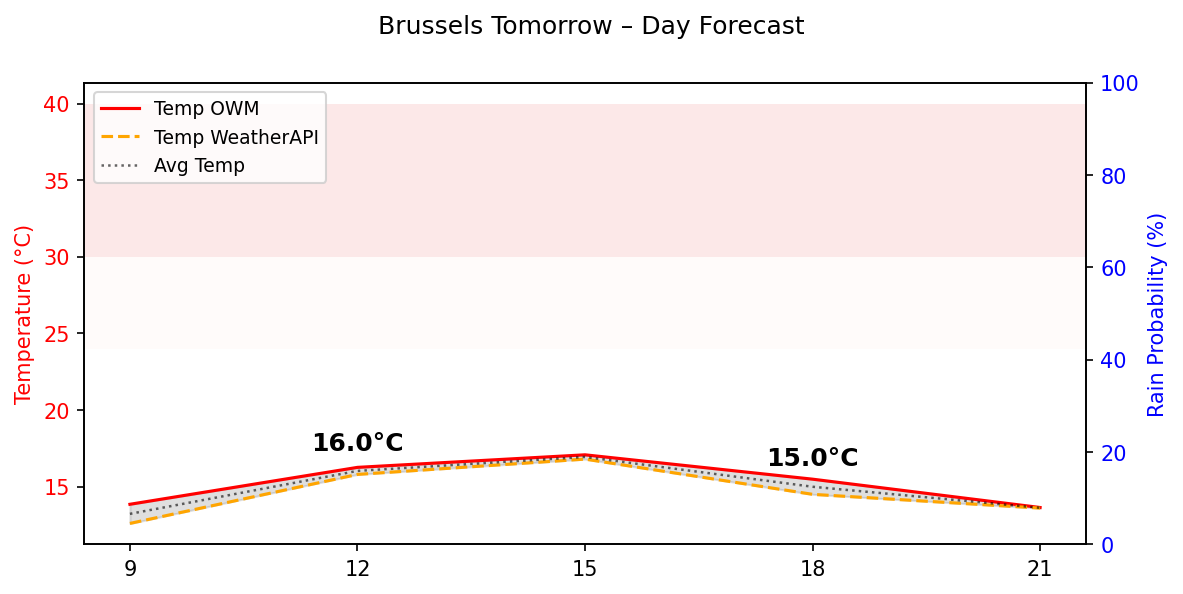 Brussels Tomorrow – Day Forecast
Temp OWM
Temp WeatherAPI
Avg Temp
Temperature (°C)
40
35
30
25
20
15
16.0°C
15.0°C
100
80
60
40
20
0
Rain Probability (%)
9
12
15
18
21